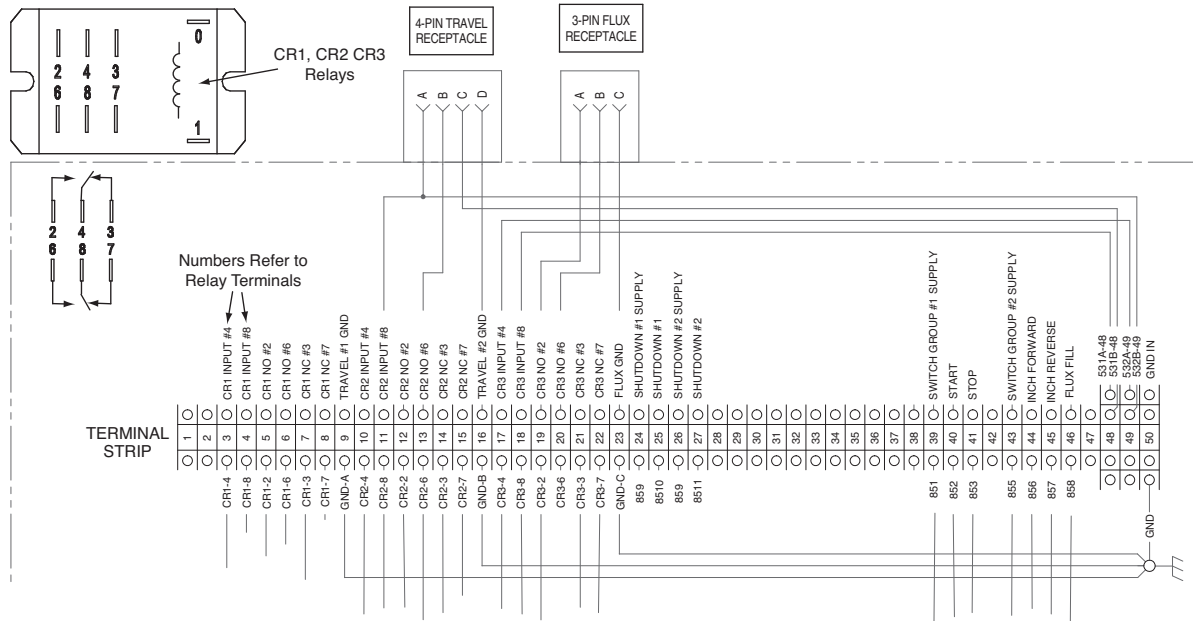 4-PIN TRAVEL
RECEPTACLE
3-PIN FLUX
RECEPTACLE
0
2 4 3
6 8 7
1
CR1, CR2 CR3
Relays
A
B
C
D
A
B
C
2 4 3
6 8 7
Numbers Refer to
Relay Terminals
CR1 INPUT #4
CR1 INPUT #8
CR1 NO #2
CR1 NO #6
CR1 NC #3
CR1 NC #7
TRAVEL #1 GND
CR2 INPUT #4
CR2 INPUT #8
CR2 NO #2
CR2 NO #6
CR2 NC #3
CR2 NC #7
TRAVEL #2 GND
CR3 INPUT #4
CR3 INPUT #8
CR3 NO #2
CR3 NO #6
CR3 NC #3
CR3 NC #7
FLUX GND
SHUTDOWN #1 SUPPLY
SHUTDOWN #1
SHUTDOWN #2 SUPPLY
SHUTDOWN #2
SWITCH GROUP #1 SUPPLY
START
STOP
SWITCH GROUP #2 SUPPLY
INCH FORWARD
INCH REVERSE
FLUX FILL
531A-48
531B-48
532A-49
532B-49
GND IN
TERMINAL
STRIP
1 2 3 4 5 6 7 8 9 10 11 12 13 14 15 16 17 18 19 20 21 22 23 24 25 26 27 28 29 30 31 32 33 34 35 36 37 38 39 40 41 42 43 44 45 46 47 48 49 50
CR1-4
CR1-8
CR1-2
CR1-6
CR1-3
CR1-7
GND-A
CR2-4
CR2-8
CR2-2
CR2-6
CR2-3
CR2-7
GND-B
CR3-4
CR3-8
CR3-2
CR3-6
CR3-3
CR3-7
GND-C
859
8510
859
8511
851
852
853
855
856
857
858
GND